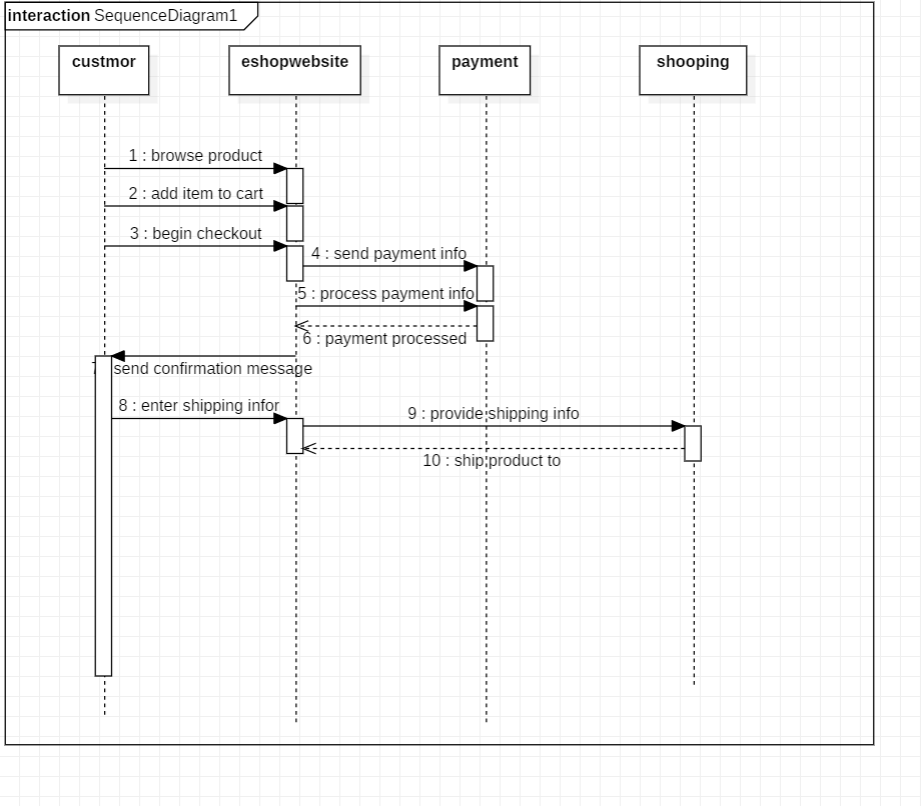 interaction SequenceDiagram1
custmor
eshopwebsite
payment
shooping
1 : browse product
2 : add item to cart
3 : begin checkout
4 : send payment info
5 : process payment info
6 : payment processed
7 : send confirmation message
8 : enter shipping infor
9 : provide shipping info
10 : ship product to